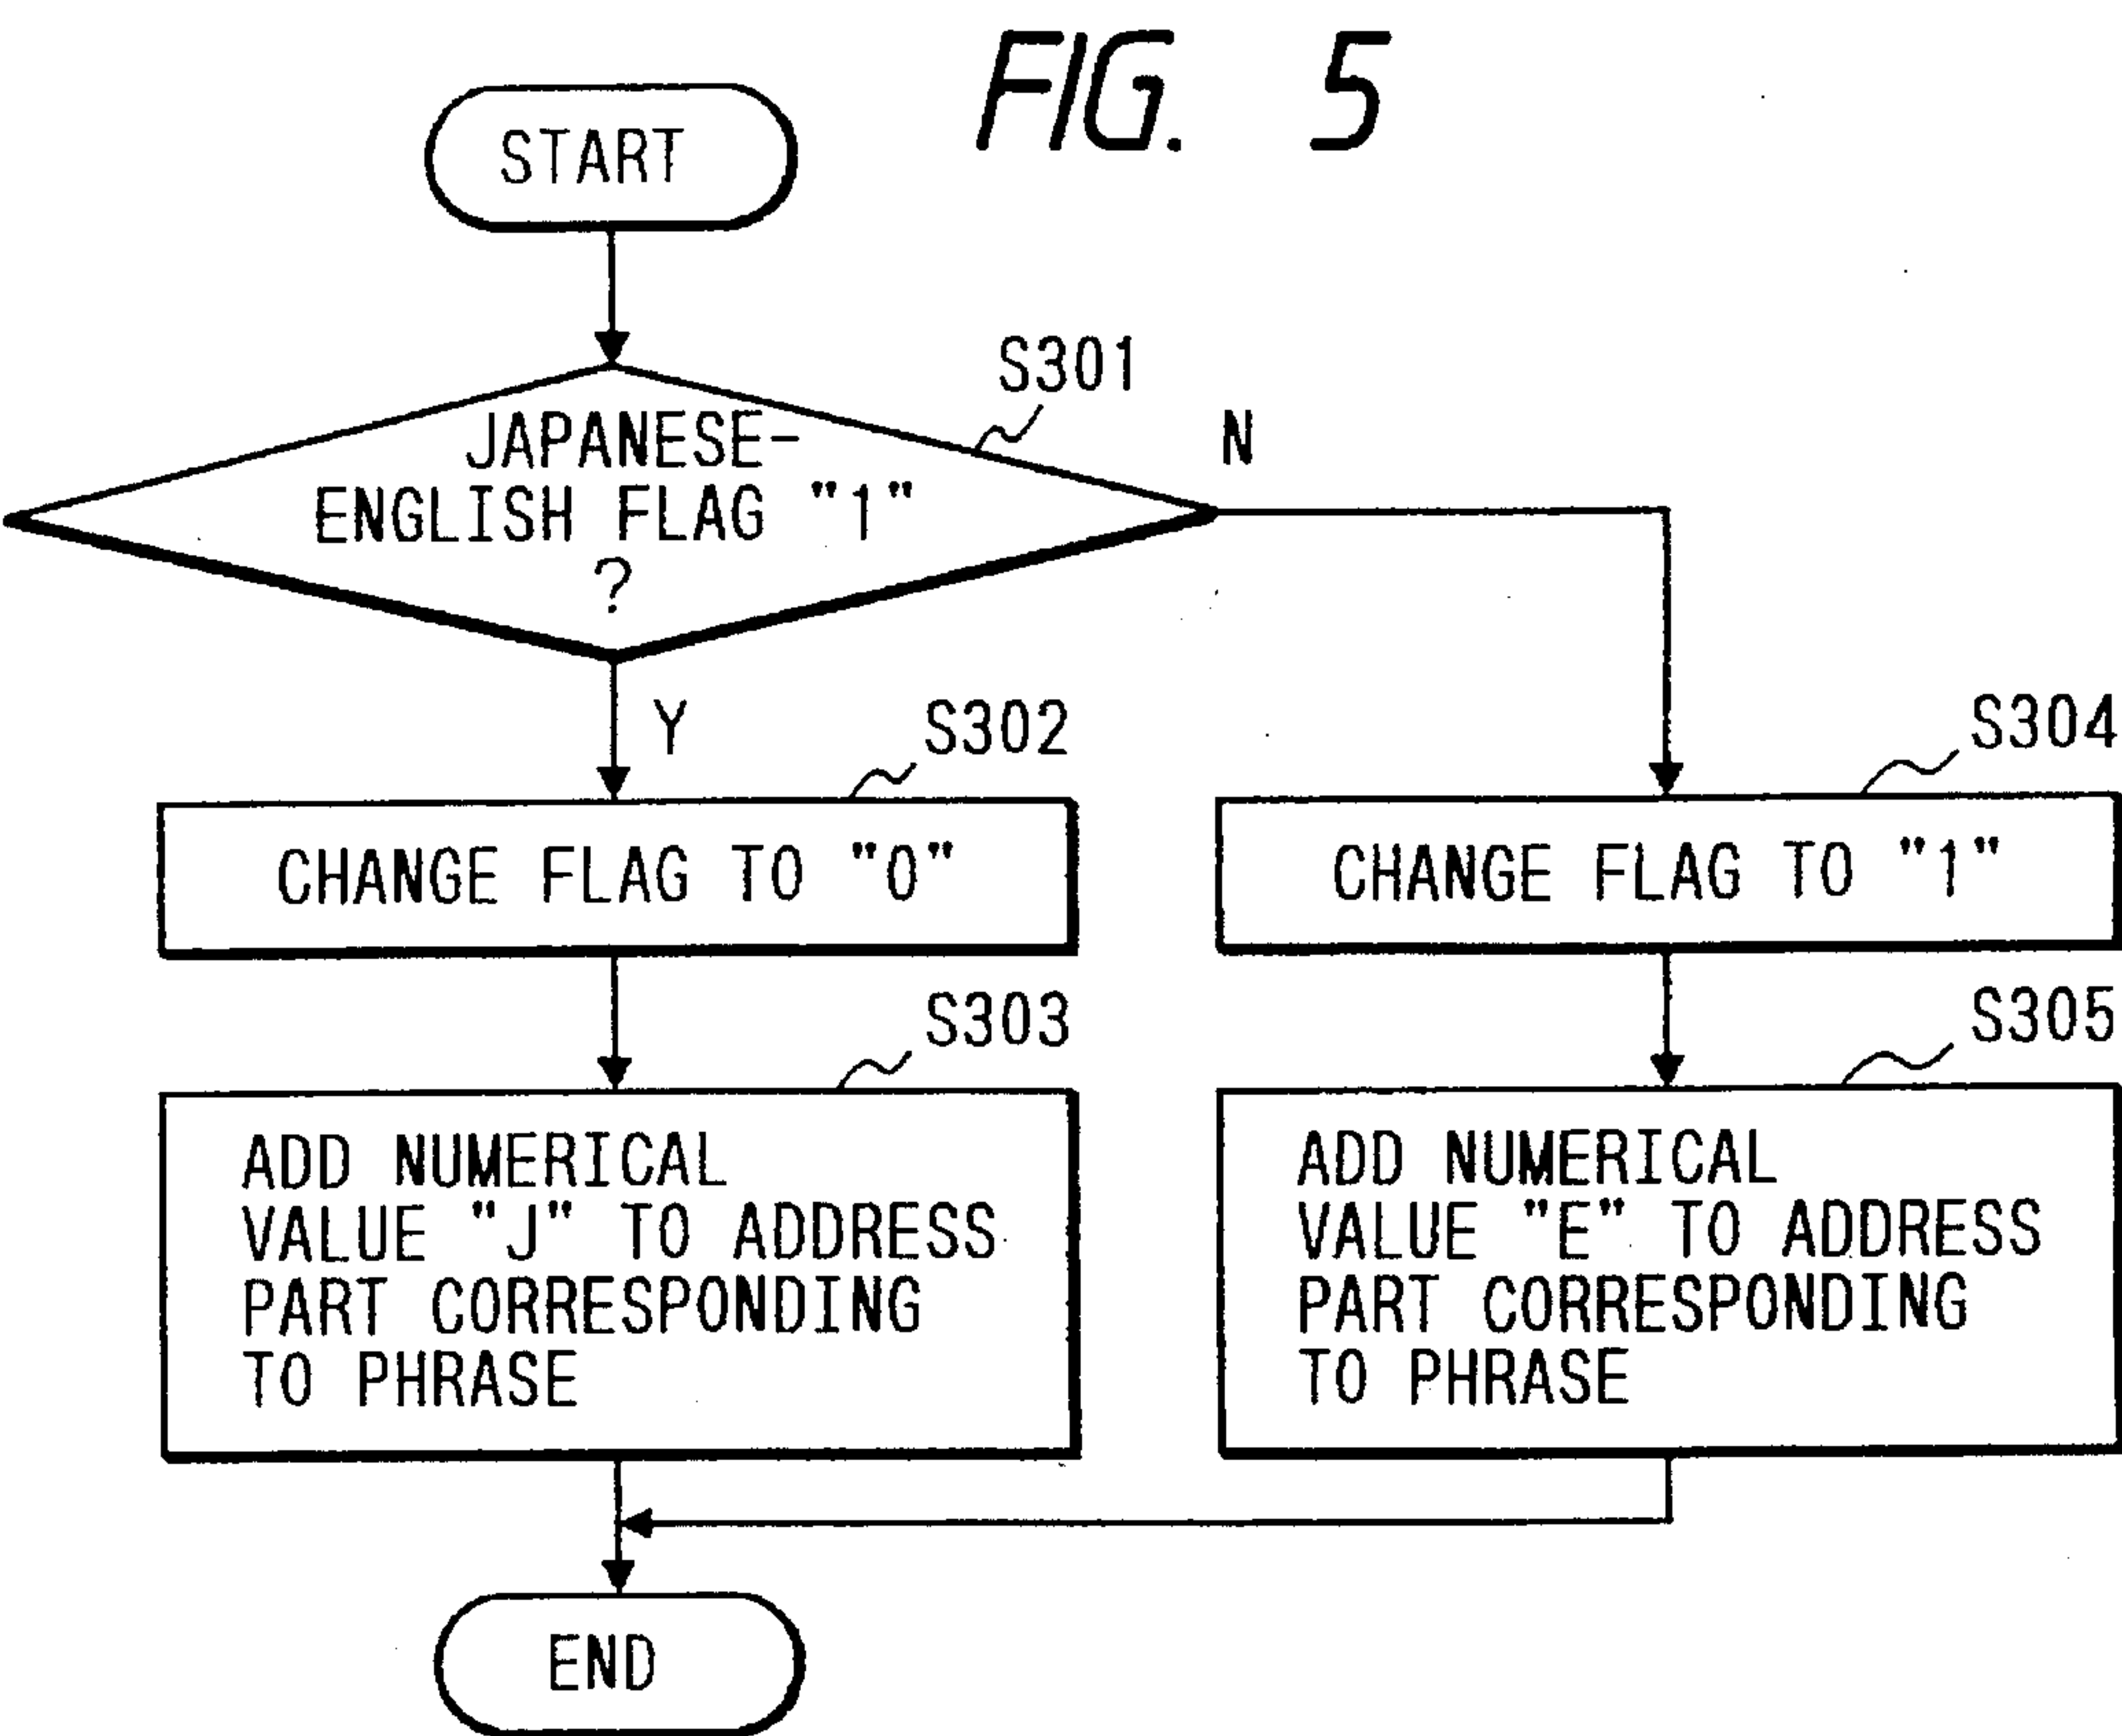 FIG. 5
START
S301
JAPANESE-
ENGLISH FLAG "1"
?
N
Y
S302
CHANGE FLAG TO "0"
S303
ADD NUMERICAL
VALUE "J" TO ADDRESS
PART CORRESPONDING
TO PHRASE
S304
CHANGE FLAG TO "1"
S305
ADD NUMERICAL
VALUE "E" TO ADDRESS
PART CORRESPONDING
TO PHRASE
END